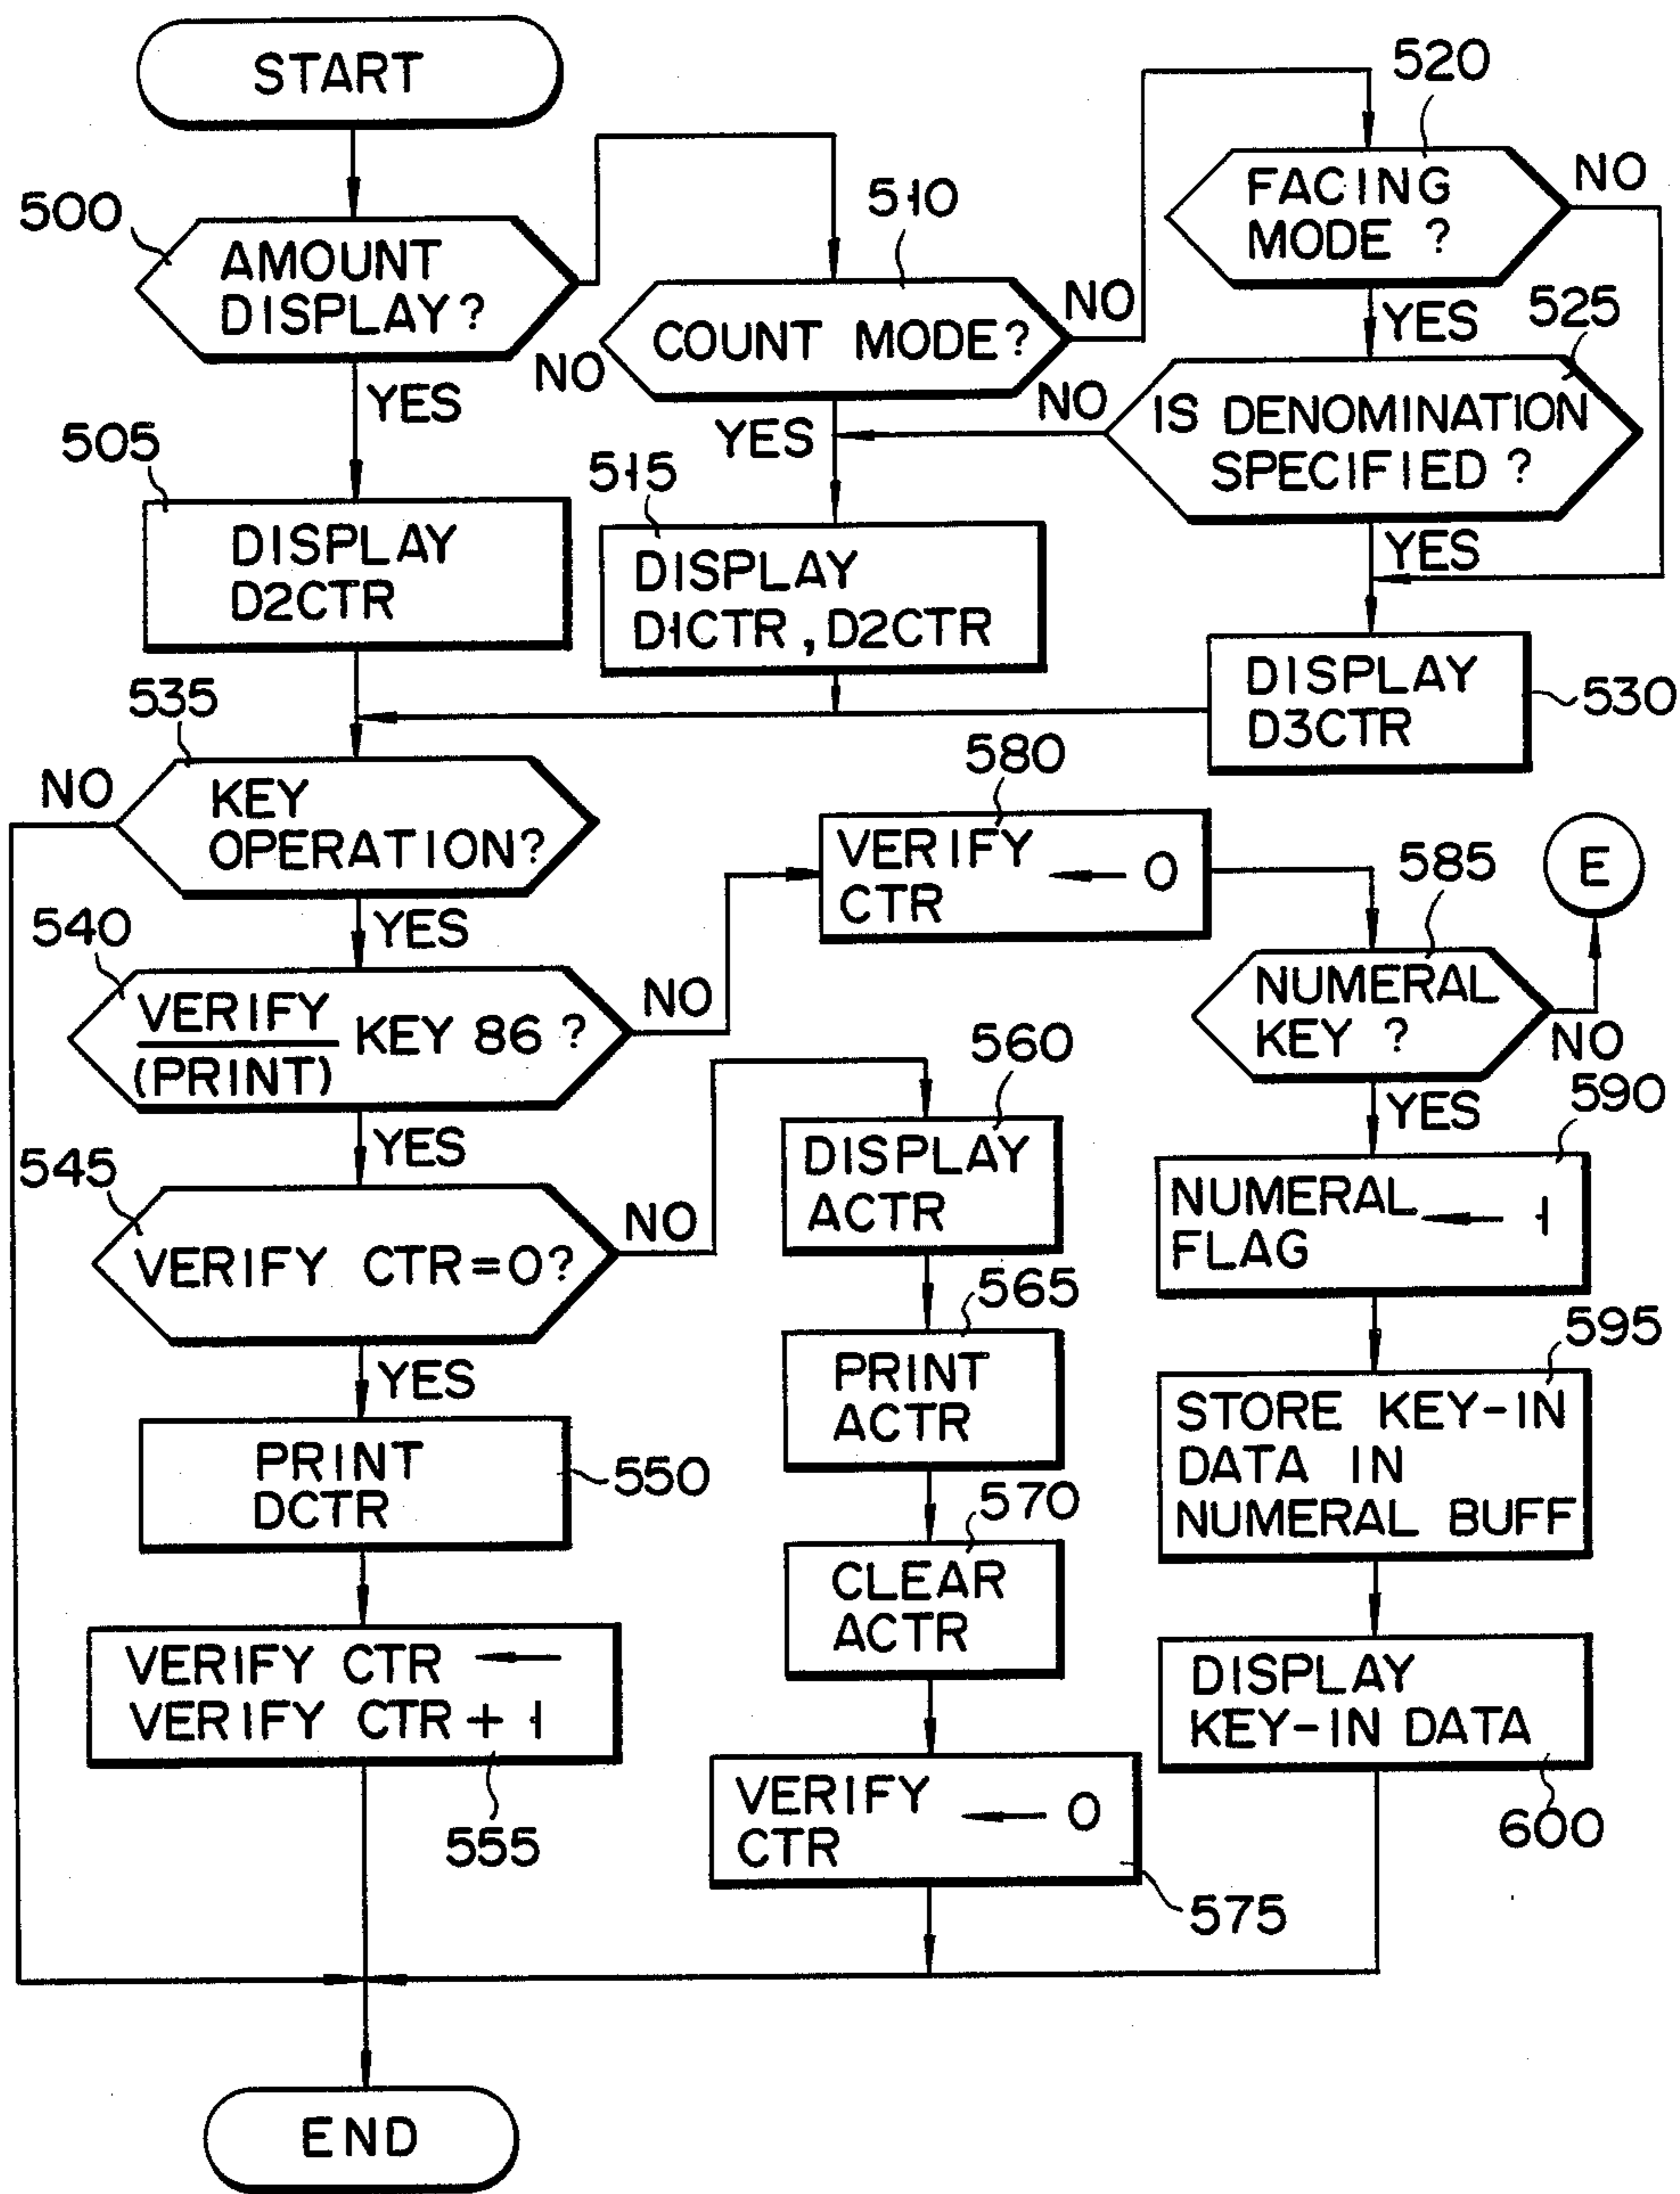 START
500
AMOUNT
DISPLAY?
NO
YES
505
DISPLAY
D2CTR
510
COUNT MODE?
NO
YES
515
DISPLAY
D1CTR, D2CTR
520
FACING
MODE ?
NO
YES
525
IS DENOMINATION
SPECIFIED ?
NO
YES
DISPLAY
D3CTR
530
535
KEY
OPERATION?
NO
YES
540
VERIFY
(PRINT)
KEY 86 ?
NO
YES
545
VERIFY CTR=0?
NO
YES
PRINT
DCTR
550
VERIFY CTR ←
VERIFY CTR + 1
555
560
DISPLAY
ACTR
565
PRINT
ACTR
570
CLEAR
ACTR
VERIFY
CTR ← 0
575
580
VERIFY
CTR ← 0
585
NUMERAL
KEY ?
NO
E
YES
590
NUMERAL
FLAG ← 1
595
STORE KEY-IN
DATA IN
NUMERAL BUFF
DISPLAY
KEY-IN DATA
600
END